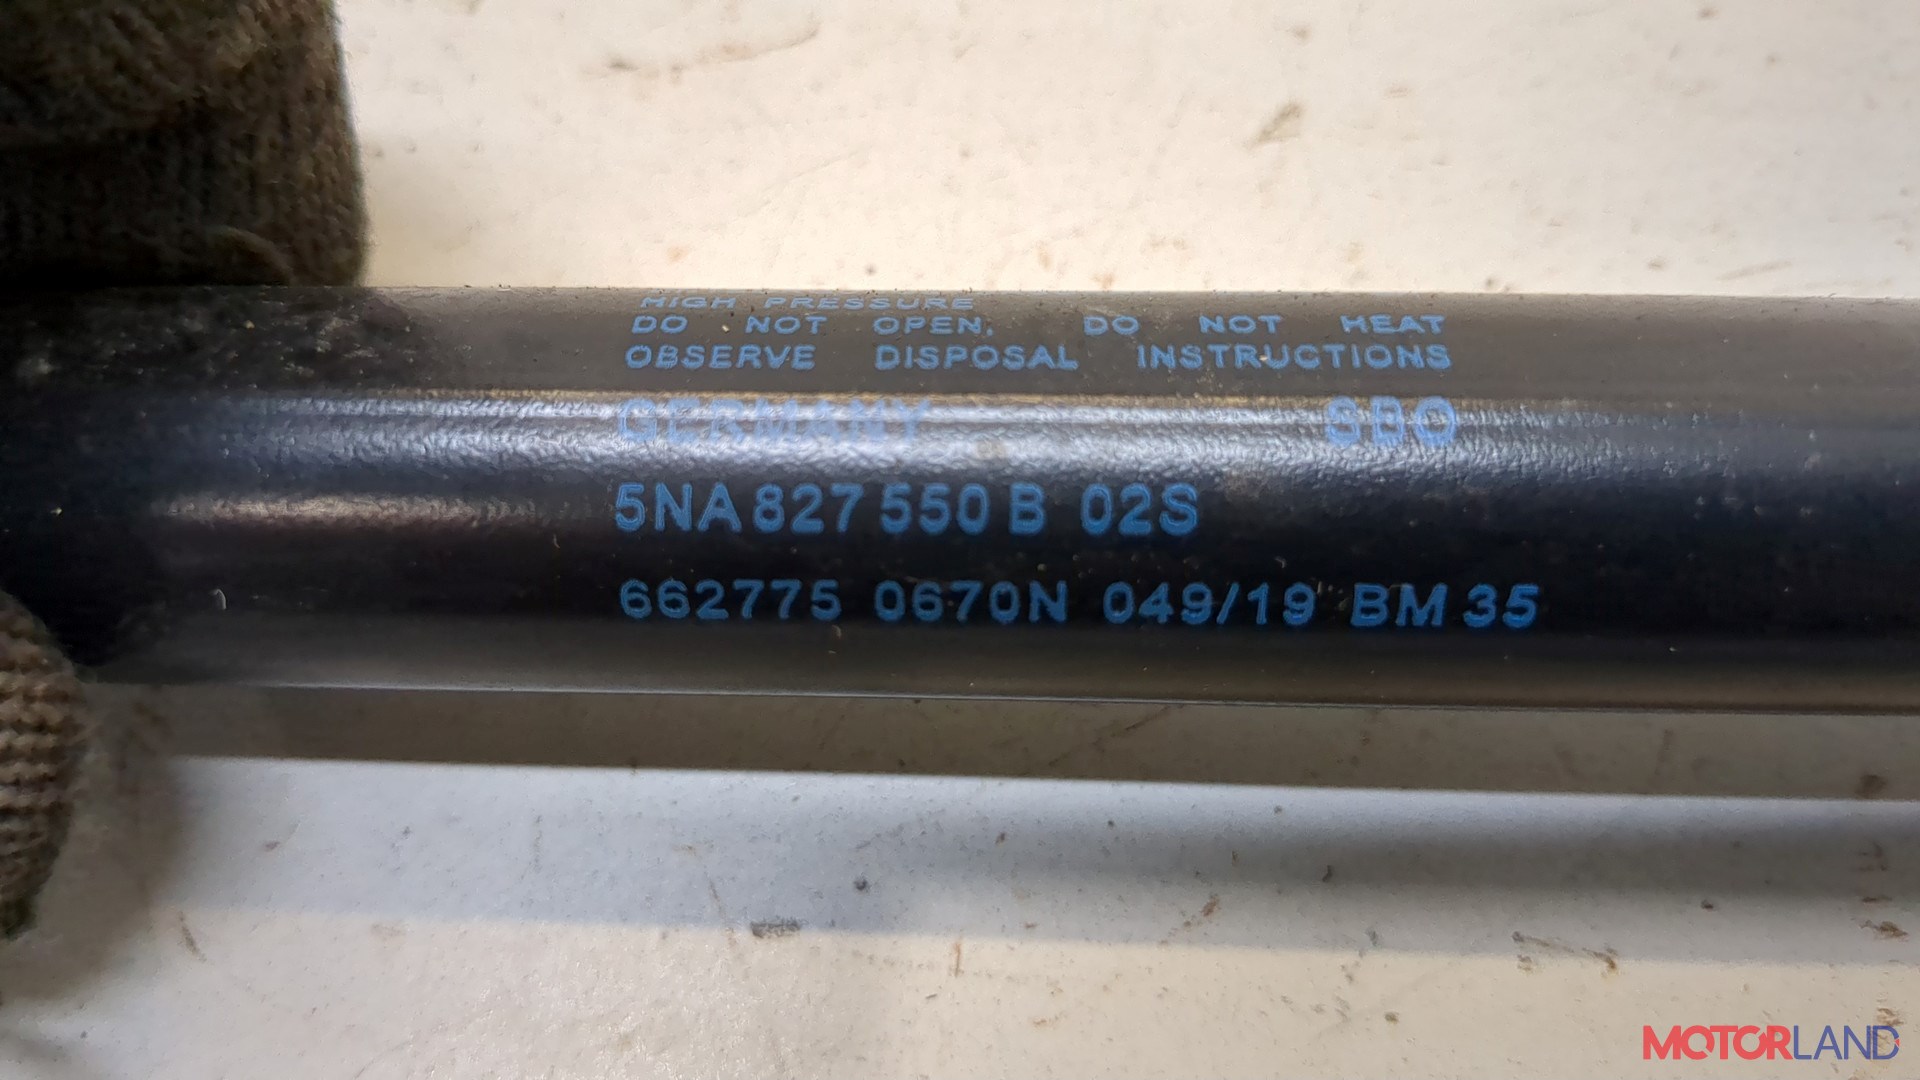 HIGH PRESSURE
DO NOT OPEN. DO NOT HEAT
OBSERVE DISPOSAL INSTRUCTIONS
GERMANY SBO
5NA 827 550 B 02S
662775 0670N 049/19 BM 35
MOTORLAND